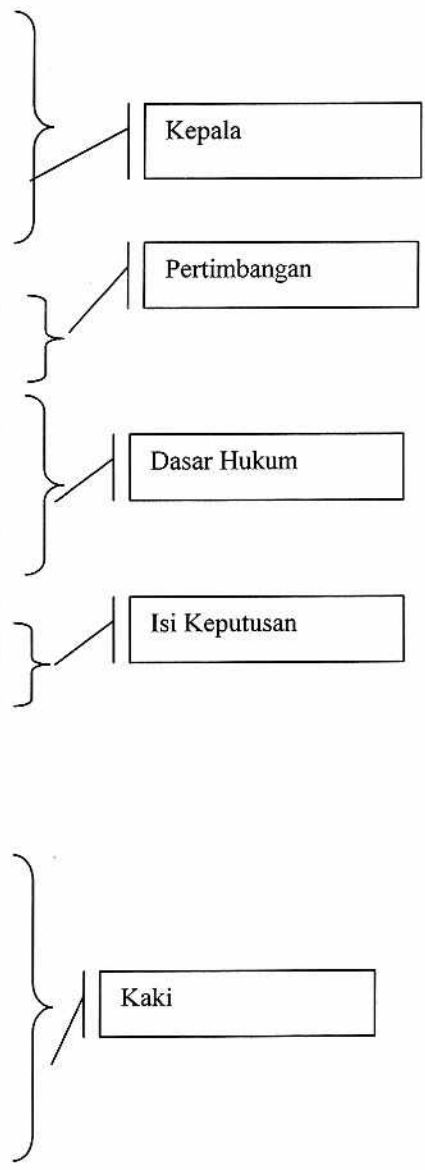 Kepala
Pertimbangan
Dasar Hukum
Isi Keputusan
Kaki